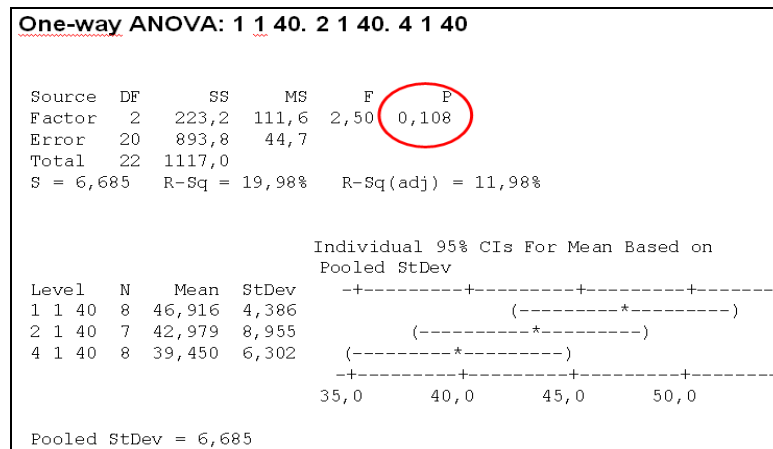 One-way ANOVA: 1 1 40. 2 1 40. 4 1 40
Source  DF      SS     MS     F      P
Factor   2   223,2  111,6  2,50  0,108
Error   20   893,8   44,7
Total   22  1117,0
S = 6,685   R-Sq = 19,98%   R-Sq(adj) = 11,98%
Individual 95% CIs For Mean Based on
Pooled StDev
Level   N    Mean  StDev   -+---------+---------+---------+-------
1 1 40  8  46,916  4,386                  (---------*---------)
2 1 40  7  42,979  8,955         (----------*---------)
4 1 40  8  39,450  6,302   (---------*---------)
-+---------+---------+---------+-------
35,0      40,0      45,0      50,0
Pooled StDev = 6,685